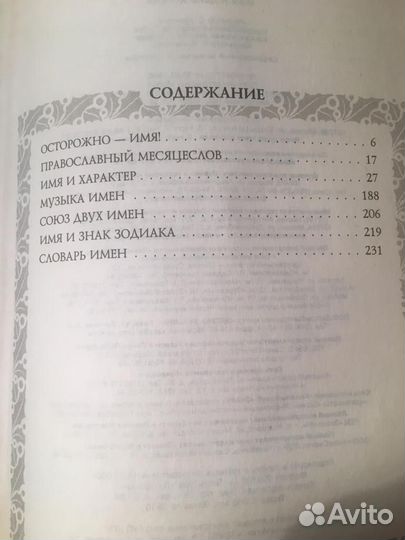 СОДЕРЖАНИЕ
ОСТОРОЖНО — ИМЯ! . . . . . . . . . . . . . . . . . . . . 6
ПРАВОСЛАВНЫЙ МЕСЯЦЕСЛОВ . . . . . . . . . . . . . . 17
ИМЯ И ХАРАКТЕР . . . . . . . . . . . . . . . . . . . . . 27
МУЗЫКА ИМЕН . . . . . . . . . . . . . . . . . . . . . . 188
СОЮЗ ДВУХ ИМЕН . . . . . . . . . . . . . . . . . . . . 206
ИМЯ И ЗНАК ЗОДИАКА . . . . . . . . . . . . . . . . . 219
СЛОВАРЬ ИМЕН . . . . . . . . . . . . . . . . . . . . . 231
Avito